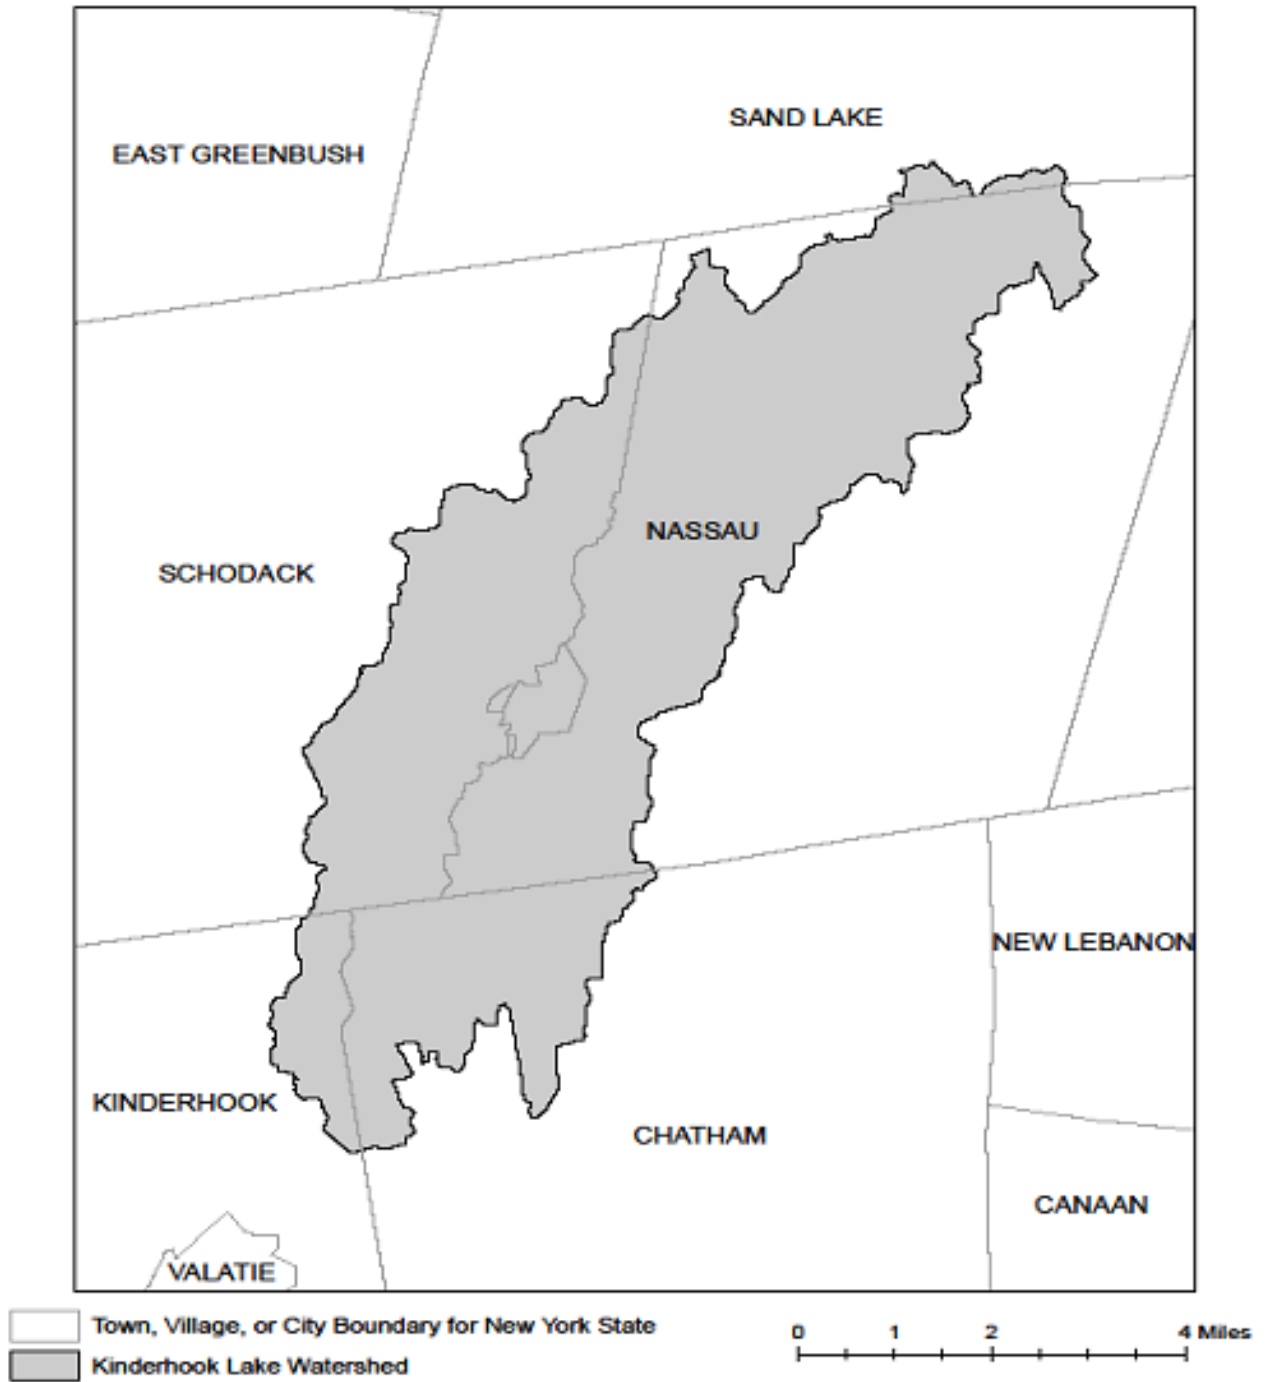 SAND LAKE
EAST GREENBUSH
NASSAU
SCHODACK
NEW LEBANON
KINDERHOOK
CHATHAM
CANAAN
VALATIE
Town, Village, or City Boundary for New York State
Kinderhook Lake Watershed
0 1 2 4 Miles